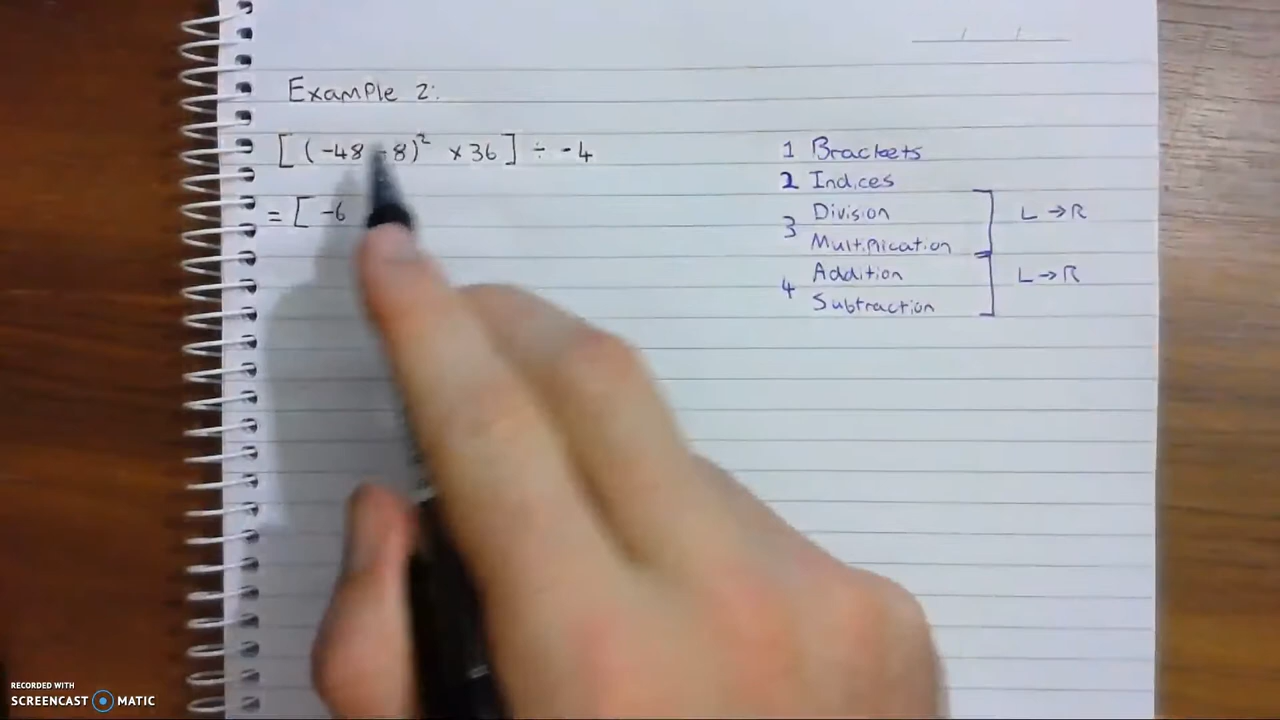 Example 2:
[ (-48 8)² × 36 ] ÷ -4
= [ -6
1 Brackets
2 Indices
3 Division
Multiplication
L → R
4 Addition
Subtraction
L → R
RECORDED WITH
SCREENCAST MATIC